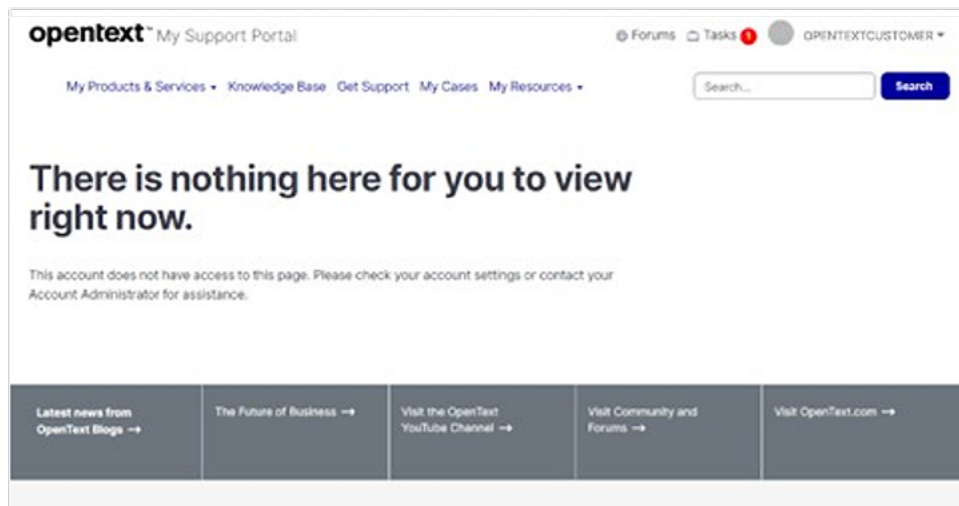 opentext™ My Support Portal
Forums Tasks 1 OPENTEXTCUSTOMER
My Products & Services Knowledge Base Get Support My Cases My Resources Search... Search
There is nothing here for you to view
right now.
This account does not have access to this page. Please check your account settings or contact your
Account Administrator for assistance.
Latest news from
OpenText Blogs →
The Future of Business →
Visit the OpenText
YouTube Channel →
Visit Community and
Forums →
Visit OpenText.com →